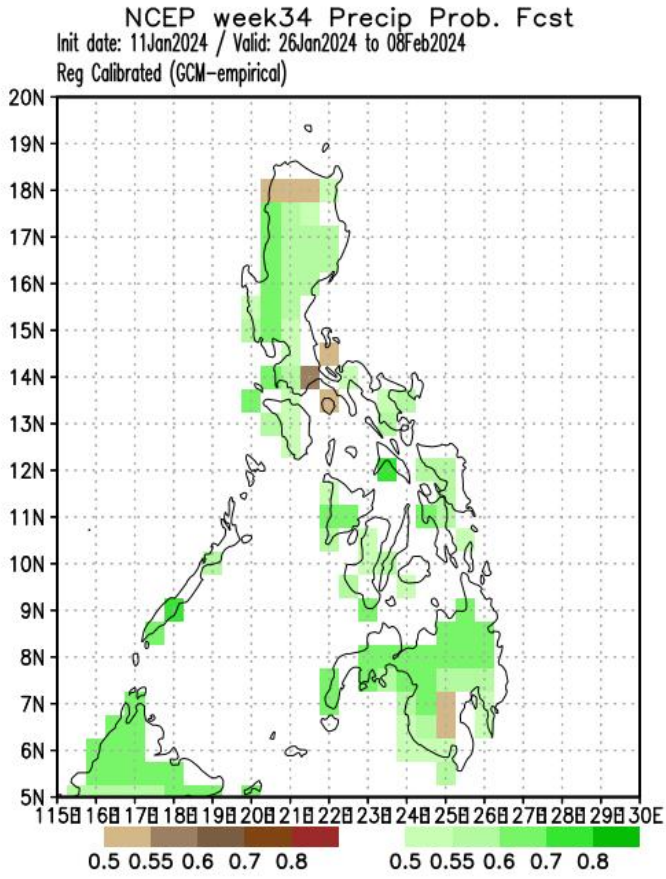 NCEP week34 Precip Prob. Fcst
Init date: 11Jan2024 / Valid: 26Jan2024 to 08Feb2024
Reg Calibrated (GCM-empirical)
20N
19N
18N
17N
16N
15N
14N
13N
12N
11N
10N
9N
8N
7N
6N
5N
115E 116E 117E 118E 119E 120E 121E 122E 123E 124E 125E 126E 127E 128E 129E 130E
0.5 0.55 0.6 0.7 0.8 0.5 0.55 0.6 0.7 0.8